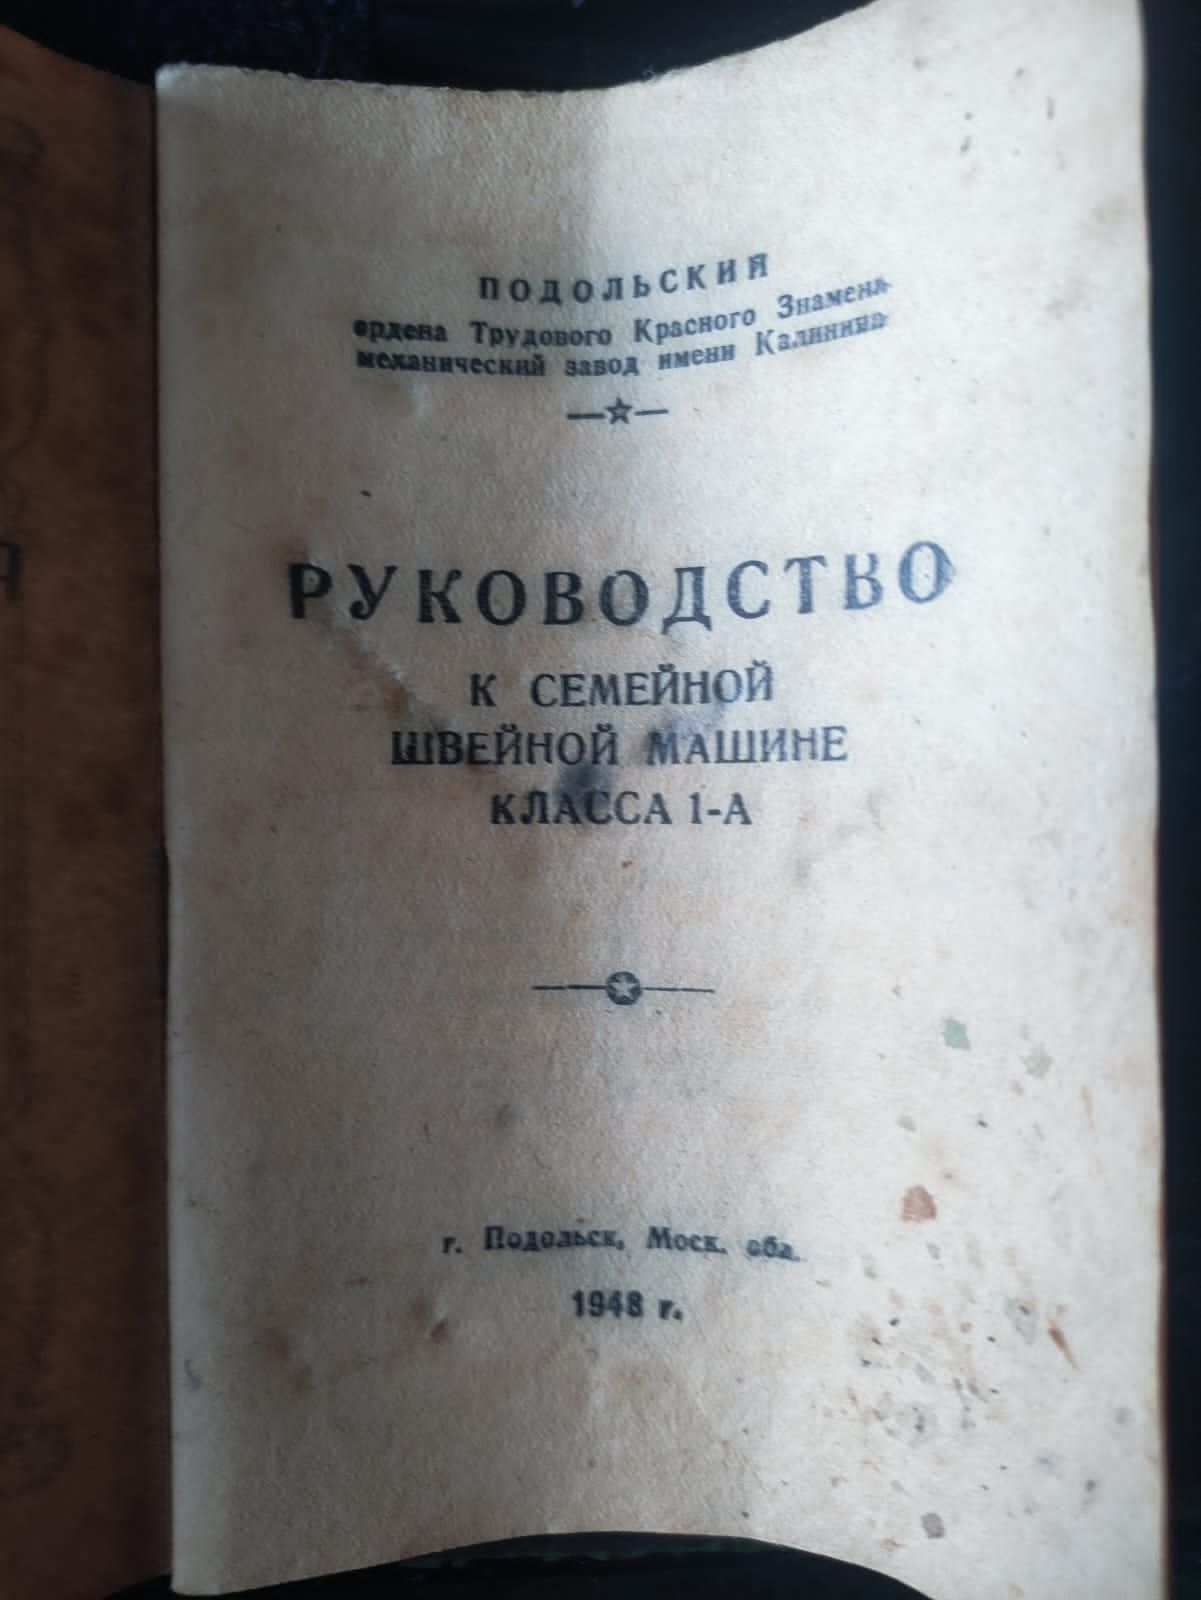 ПОДОЛЬСКИЙ
ордена Трудового Красного Знамени
механический завод имени Калинина
РУКОВОДСТВО
К СЕМЕЙНОЙ
ШВЕЙНОЙ МАШИНЕ
КЛАССА 1-А
г. Подольск, Моск. обл.
1948 г.